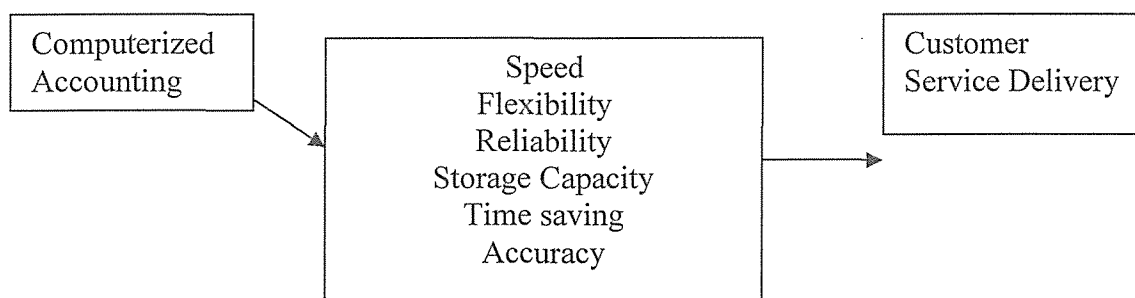 Computerized
Accounting
Speed
Flexibility
Reliability
Storage Capacity
Time saving
Accuracy
Customer
Service Delivery